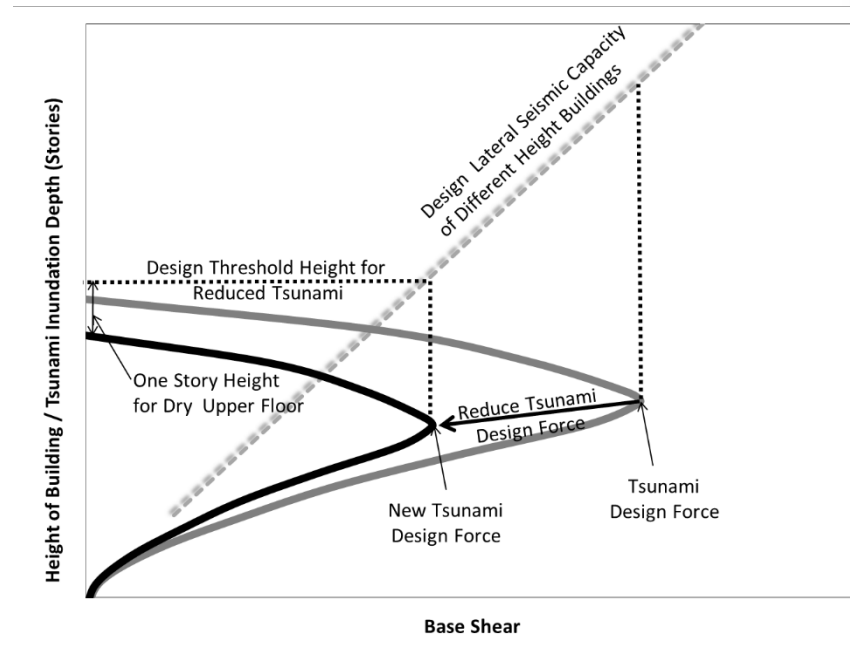 Height of Building / Tsunami Inundation Depth (Stories)
Design Lateral Seismic Capacity
of Different Height Buildings
Design Threshold Height for
Reduced Tsunami
One Story Height
for Dry Upper Floor
Reduce Tsunami
Design Force
New Tsunami
Design Force
Tsunami
Design Force
Base Shear